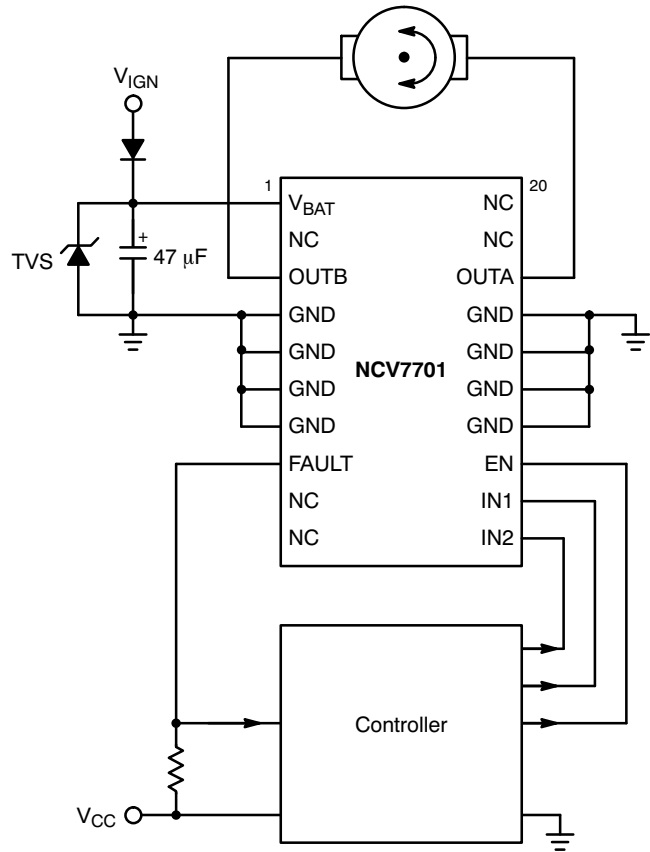 V_IGN
1
20
V_BAT
NC
NC
NC
TVS
+
47 μF
OUTB
OUTA
GND
GND
GND
GND
NCV7701
GND
GND
GND
GND
FAULT
EN
NC
IN1
NC
IN2
Controller
V_CC